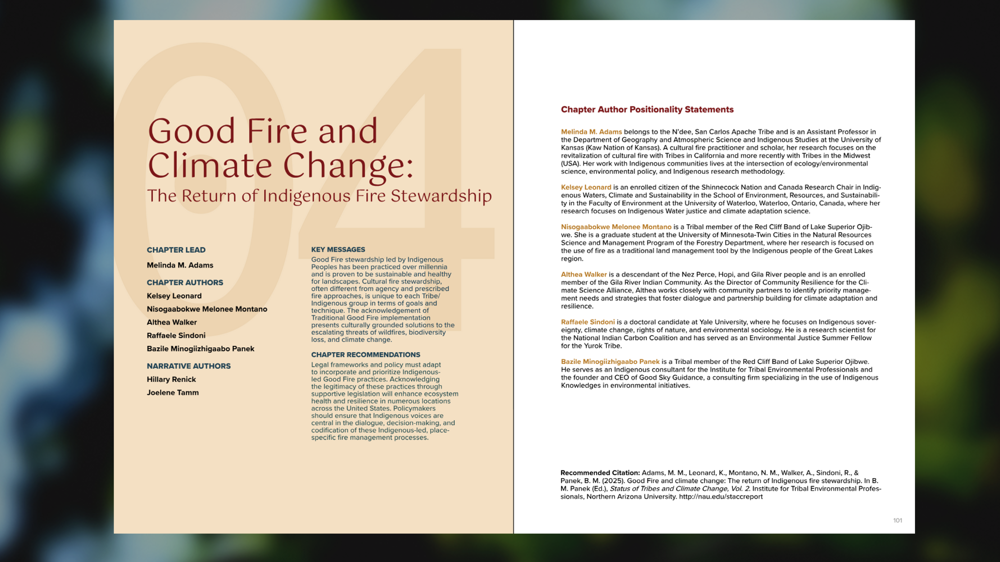 04
Good Fire and
Climate Change:
The Return of Indigenous Fire Stewardship
CHAPTER LEAD
Melinda M. Adams
CHAPTER AUTHORS
Kelsey Leonard
Nisogaabokwe Melonee Montano
Althea Walker
Raffaele Sindoni
Bazile Minogiizhigaabo Panek
NARRATIVE AUTHORS
Hillary Renick
Joelene Tamm
KEY MESSAGES
Good Fire stewardship led by Indigenous
Peoples has been practiced over millennia
and is proven to be sustainable and healthy
for landscapes. Cultural fire stewardship,
often different from agency and prescribed
fire approaches, is unique to each Tribe/
Indigenous group in terms of goals and
technique. The acknowledgement of
Traditional Good Fire implementation
presents culturally grounded solutions to the
escalating threats of wildfires, biodiversity
loss, and climate change.
CHAPTER RECOMMENDATIONS
Legal frameworks and policy must adapt
to incorporate and prioritize Indigenous-
led Good Fire practices. Acknowledging
the legitimacy of these practices through
supportive legislation will enhance ecosystem
health and resilience in numerous locations
across the United States. Policymakers
should ensure that Indigenous voices are
central in the dialogue, decision-making, and
codification of these Indigenous-led, place-
specific fire management processes.
Chapter Author Positionality Statements
Melinda M. Adams belongs to the N'dee, San Carlos Apache Tribe and is an Assistant Professor in
the Department of Geography and Atmospheric Science and Indigenous Studies at the University of
Kansas (Kaw Nation of Kansas). A cultural fire practitioner and scholar, her research focuses on the
revitalization of cultural fire with Tribes in California and more recently with Tribes in the Midwest
(USA). Her work with Indigenous communities lives at the intersection of ecology/environmental
science, environmental policy, and Indigenous research methodology.
Kelsey Leonard is an enrolled citizen of the Shinnecock Nation and Canada Research Chair in Indig-
enous Waters, Climate and Sustainability in the School of Environment, Resources, and Sustainabili-
ty in the Faculty of Environment at the University of Waterloo, Waterloo, Ontario, Canada, where her
research focuses on Indigenous Water justice and climate adaptation science.
Nisogaabokwe Melonee Montano is a Tribal member of the Red Cliff Band of Lake Superior Ojib-
we. She is a graduate student at the University of Minnesota-Twin Cities in the Natural Resources
Science and Management Program of the Forestry Department, where her research is focused on
the use of fire as a traditional land management tool by the Indigenous people of the Great Lakes
region.
Althea Walker is a descendant of the Nez Perce, Hopi, and Gila River people and is an enrolled
member of the Gila River Indian Community. As the Director of Community Resilience for the Cli-
mate Science Alliance, Althea works closely with community partners to identify priority manage-
ment needs and strategies that foster dialogue and partnership building for climate adaptation and
resilience.
Raffaele Sindoni is a doctoral candidate at Yale University, where he focuses on Indigenous sover-
eignty, climate change, rights of nature, and environmental sociology. He is a research scientist for
the National Indian Carbon Coalition and has served as an Environmental Justice Summer Fellow
for the Yurok Tribe.
Bazile Minogiizhigaabo Panek is a Tribal member of the Red Cliff Band of Lake Superior Ojibwe.
He serves as an Indigenous consultant for the Institute for Tribal Environmental Professionals and
the founder and CEO of Good Sky Guidance, a consulting firm specializing in the use of Indigenous
Knowledges in environmental initiatives.
Recommended Citation: Adams, M. M., Leonard, K., Montano, N. M., Walker, A., Sindoni, R., &
Panek, B. M. (2025). Good Fire and climate change: The return of Indigenous fire stewardship. In B.
M. Panek (Ed.), Status of Tribes and Climate Change, Vol. 2. Institute for Tribal Environmental Profes-
sionals, Northern Arizona University. http://nau.edu/staccreport
101